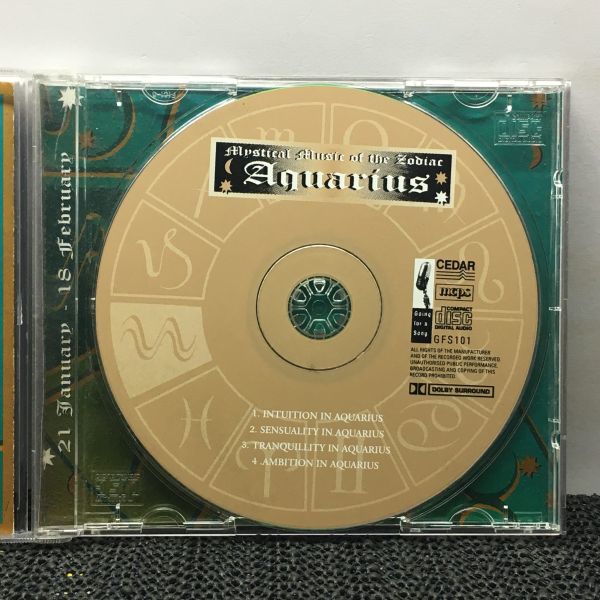 21 January - 18 February
Mystical Music of the Zodiac
Aquarius
CEDAR
mcps
COMPACT
disc
DIGITAL AUDIO
Going
for a
Song
GFS101
ALL RIGHTS OF THE MANUFACTURER
AND OF THE RECORDED WORK RESERVED.
UNAUTHORISED PUBLIC PERFORMANCE,
BROADCASTING AND COPYING OF THIS
RECORD PROHIBITED.
DOLBY SURROUND
1. INTUITION IN AQUARIUS
2. SENSUALITY IN AQUARIUS
3. TRANQUILLITY IN AQUARIUS
4 AMBITION IN AQUARIUS